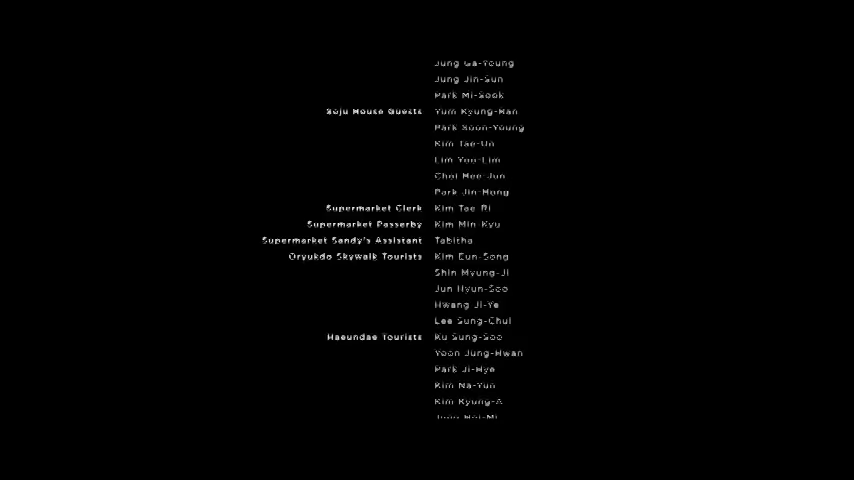 Jung Ga-Young
Jung Jin-Sun
Park Mi-Sook
Soju House Guests Yum Kyung-Ran
Park Soon-Young
Kim Tae-Un
Lim Yoo-Lim
Choi Hee-Jun
Park Jin-Hong
Supermarket Clerk Kim Tae Ri
Supermarket Passerby Kim Min-Kyu
Supermarket Sandy's Assistant Tabitha
Oryukdo Skywalk Tourists Kim Eun-Song
Shin Myung-Ji
Jun Hyun-Soo
Hwang Ji-Ye
Lee Sung-Chul
Haeundae Tourists Ku Sung-Soo
Yoon Jung-Hwan
Park Ji-Hye
Kim Na-Yun
Kim Kyung-A